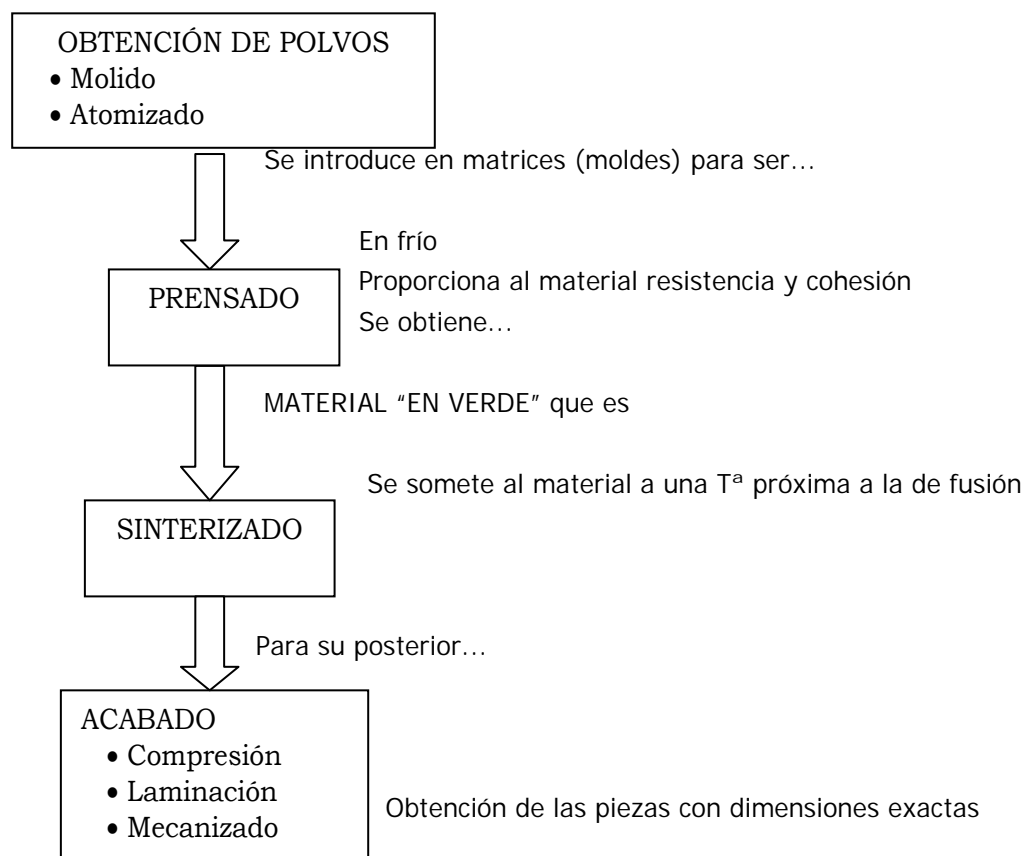 OBTENCIÓN DE POLVOS
• Molido
• Atomizado
Se introduce en matrices (moldes) para ser…
En frío
Proporciona al material resistencia y cohesión
Se obtiene…
PRENSADO
MATERIAL “EN VERDE” que es
Se somete al material a una Tª próxima a la de fusión
SINTERIZADO
Para su posterior…
ACABADO
• Compresión
• Laminación
• Mecanizado
Obtención de las piezas con dimensiones exactas